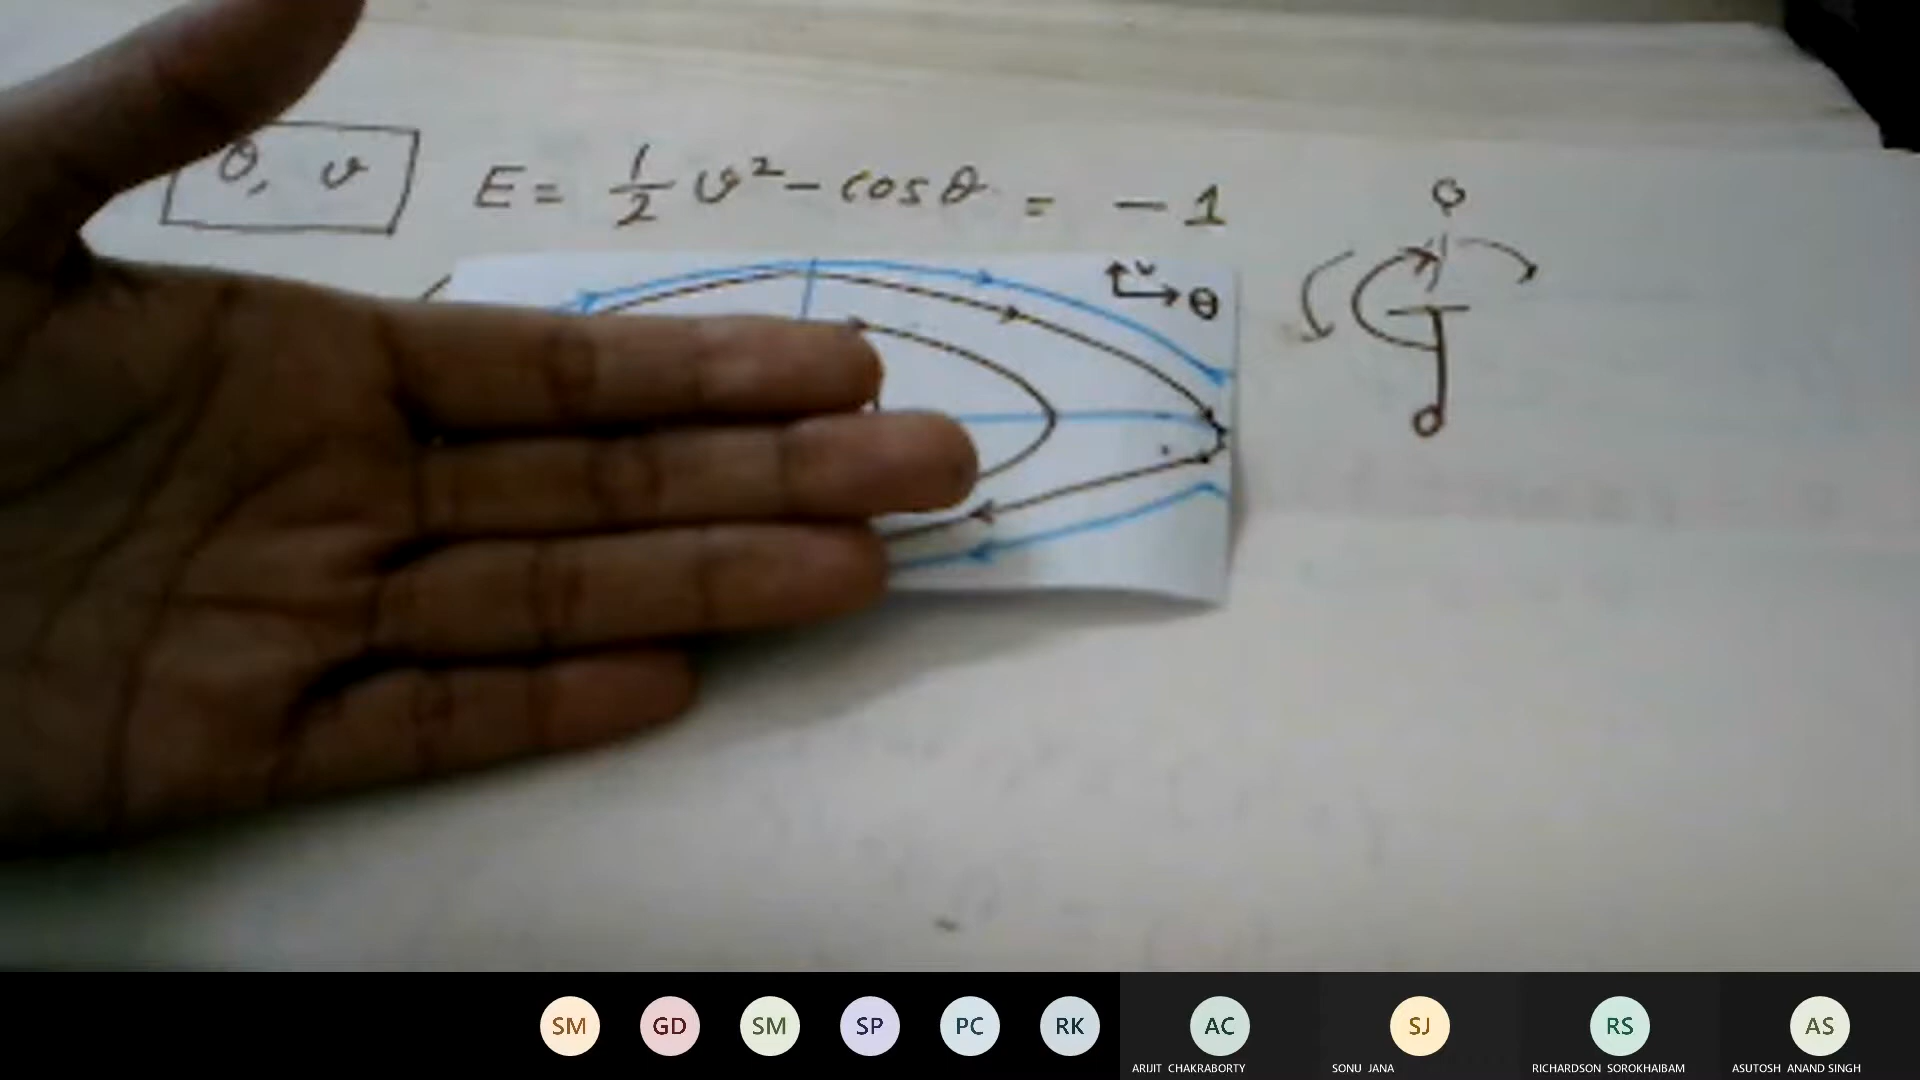 θ, v
E = 1/2 v² - cosθ = - 1
v
θ
SM GD SM SP PC RK AC SJ RS AS
ARIJIT CHAKRABORTY SONU JANA RICHARDSON SOROKHAIBAM ASUTOSH ANAND SINGH